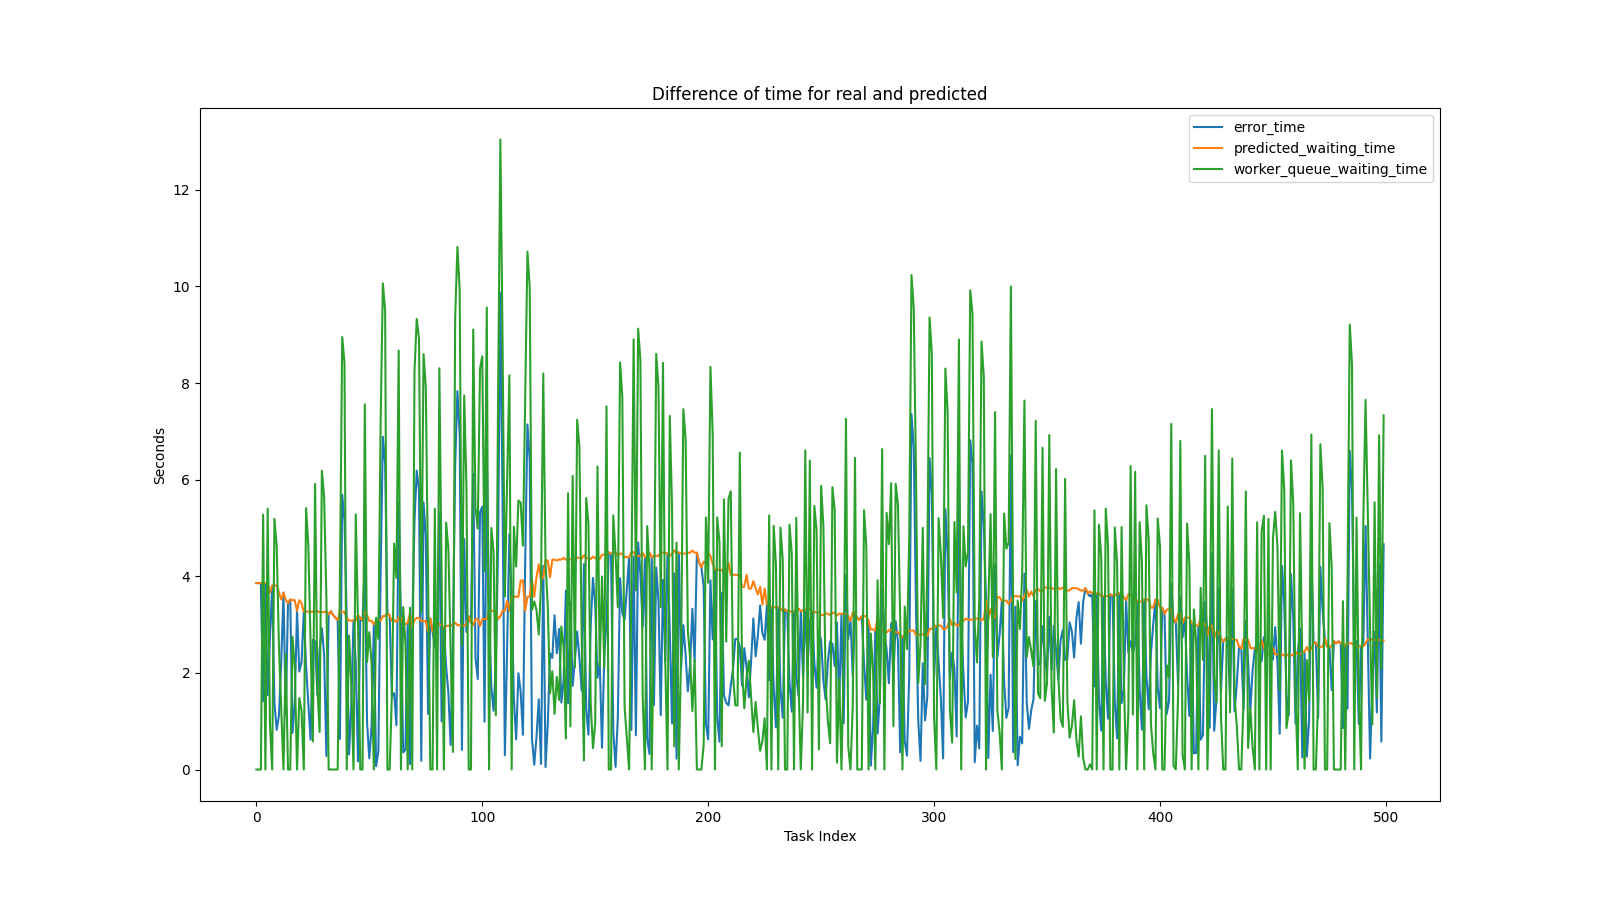 Difference of time for real and predicted
error_time
predicted_waiting_time
worker_queue_waiting_time
12
10
8
6
4
2
0
Seconds
0 100 200 300 400 500
Task Index